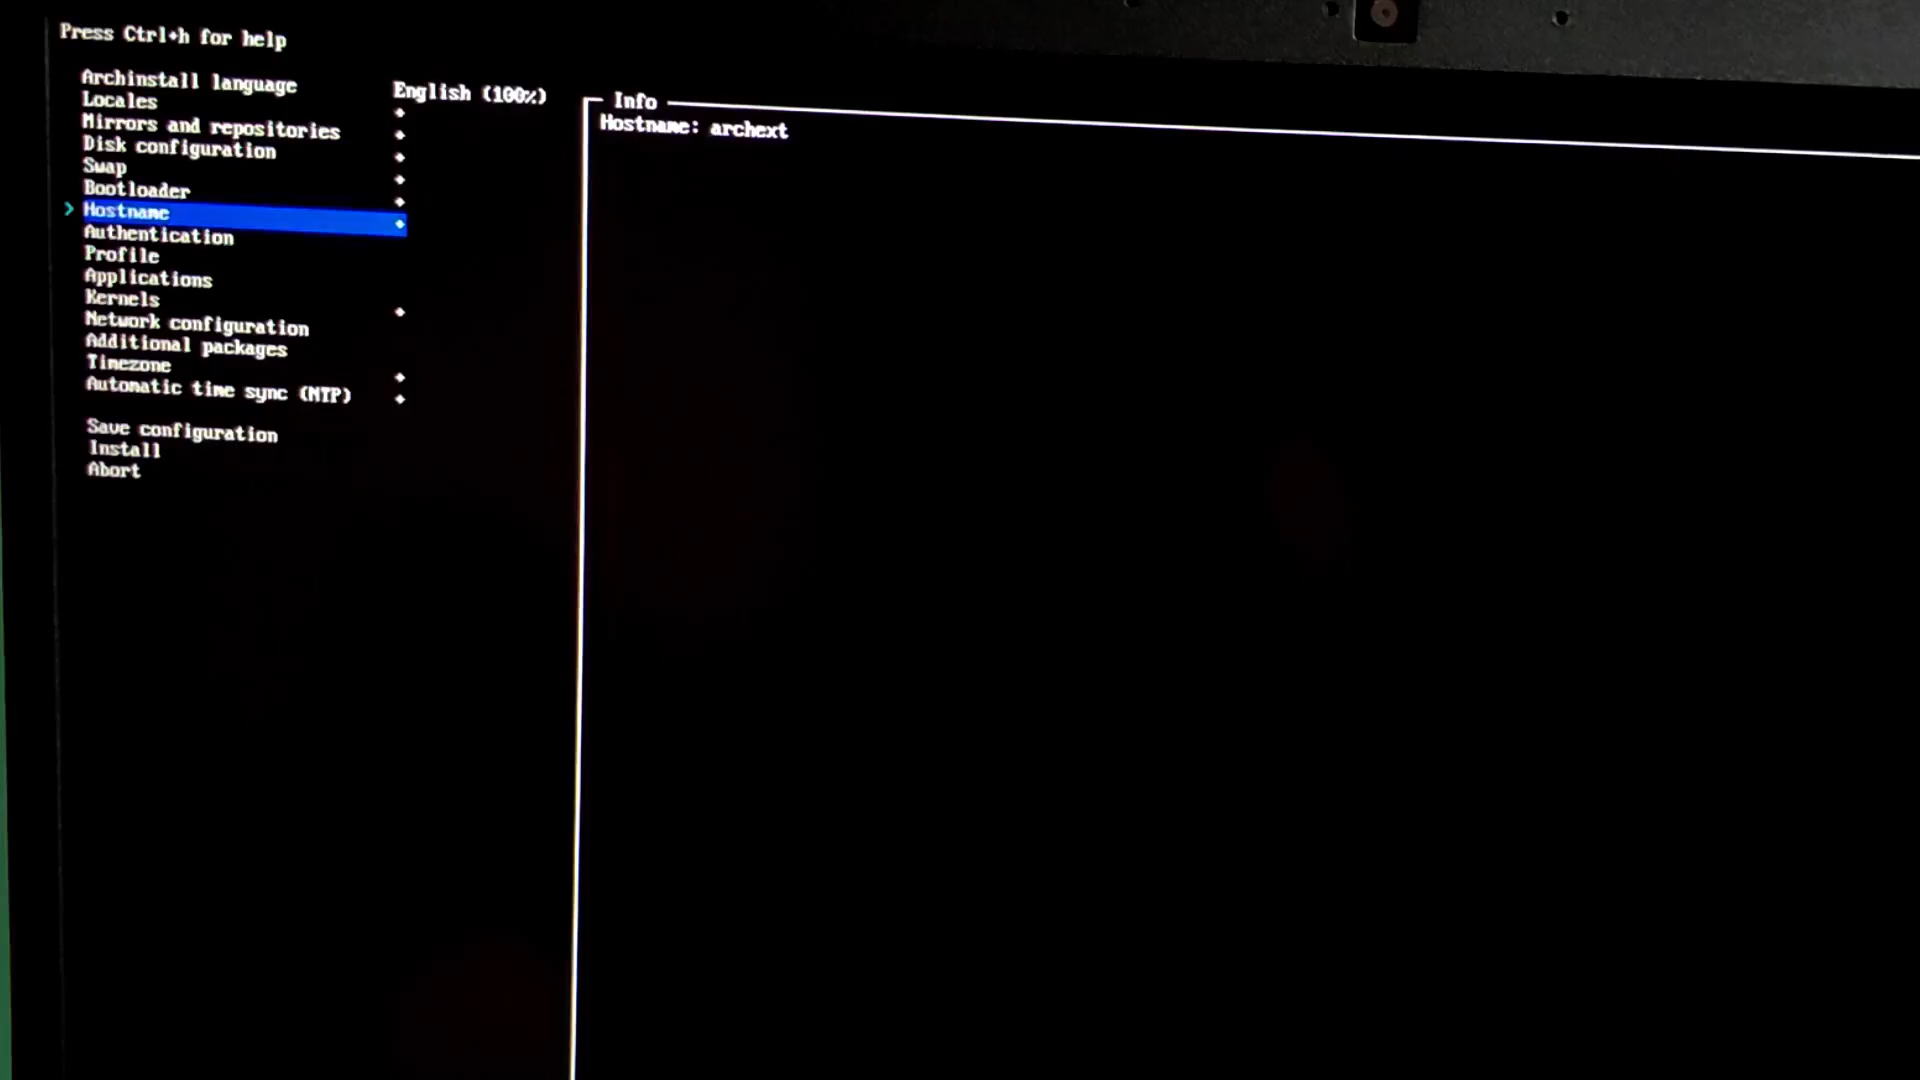 Press Ctrl+h for help
Archinstall language English (100%)
Locales
Mirrors and repositories
Disk configuration
Swap
Bootloader
> Hostname
Authentication
Profile
Applications
Kernels
Network configuration
Additional packages
Timezone
Automatic time sync (NTP)
Save configuration
Install
Abort
Info
Hostname: archext